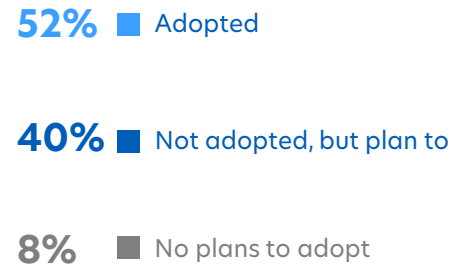 52% Adopted
40% Not adopted, but plan to
8% No plans to adopt